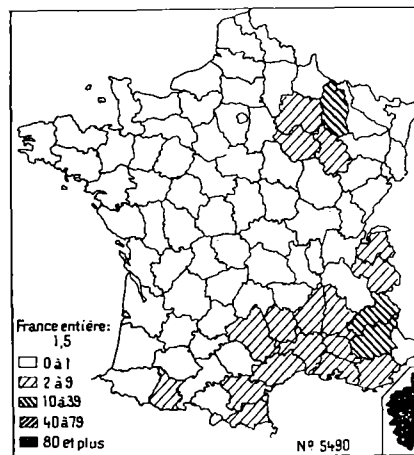 France entière:
1,5
0 à 1
2 à 9
10 à 39
40 à 79
80 et plus
Nº 5490